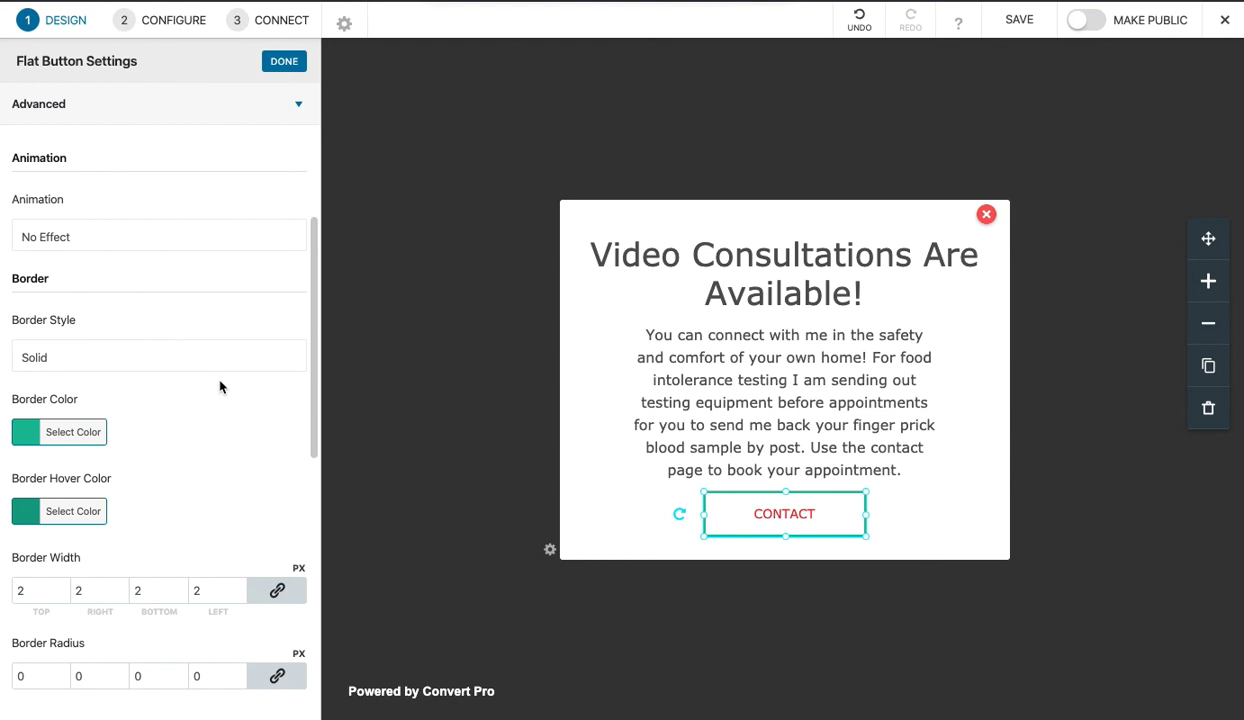 1 DESIGN 2 CONFIGURE 3 CONNECT UNDO REDO ? SAVE MAKE PUBLIC
Flat Button Settings DONE
Advanced
Animation
Animation
No Effect
Border
Border Style
Solid
Border Color
Select Color
Border Hover Color
Select Color
Border Width
PX
2 2 2 2
TOP RIGHT BOTTOM LEFT
Border Radius
PX
0 0 0 0
Video Consultations Are
Available!
You can connect with me in the safety
and comfort of your own home! For food
intolerance testing I am sending out
testing equipment before appointments
for you to send me back your finger prick
blood sample by post. Use the contact
page to book your appointment.
CONTACT
Powered by Convert Pro